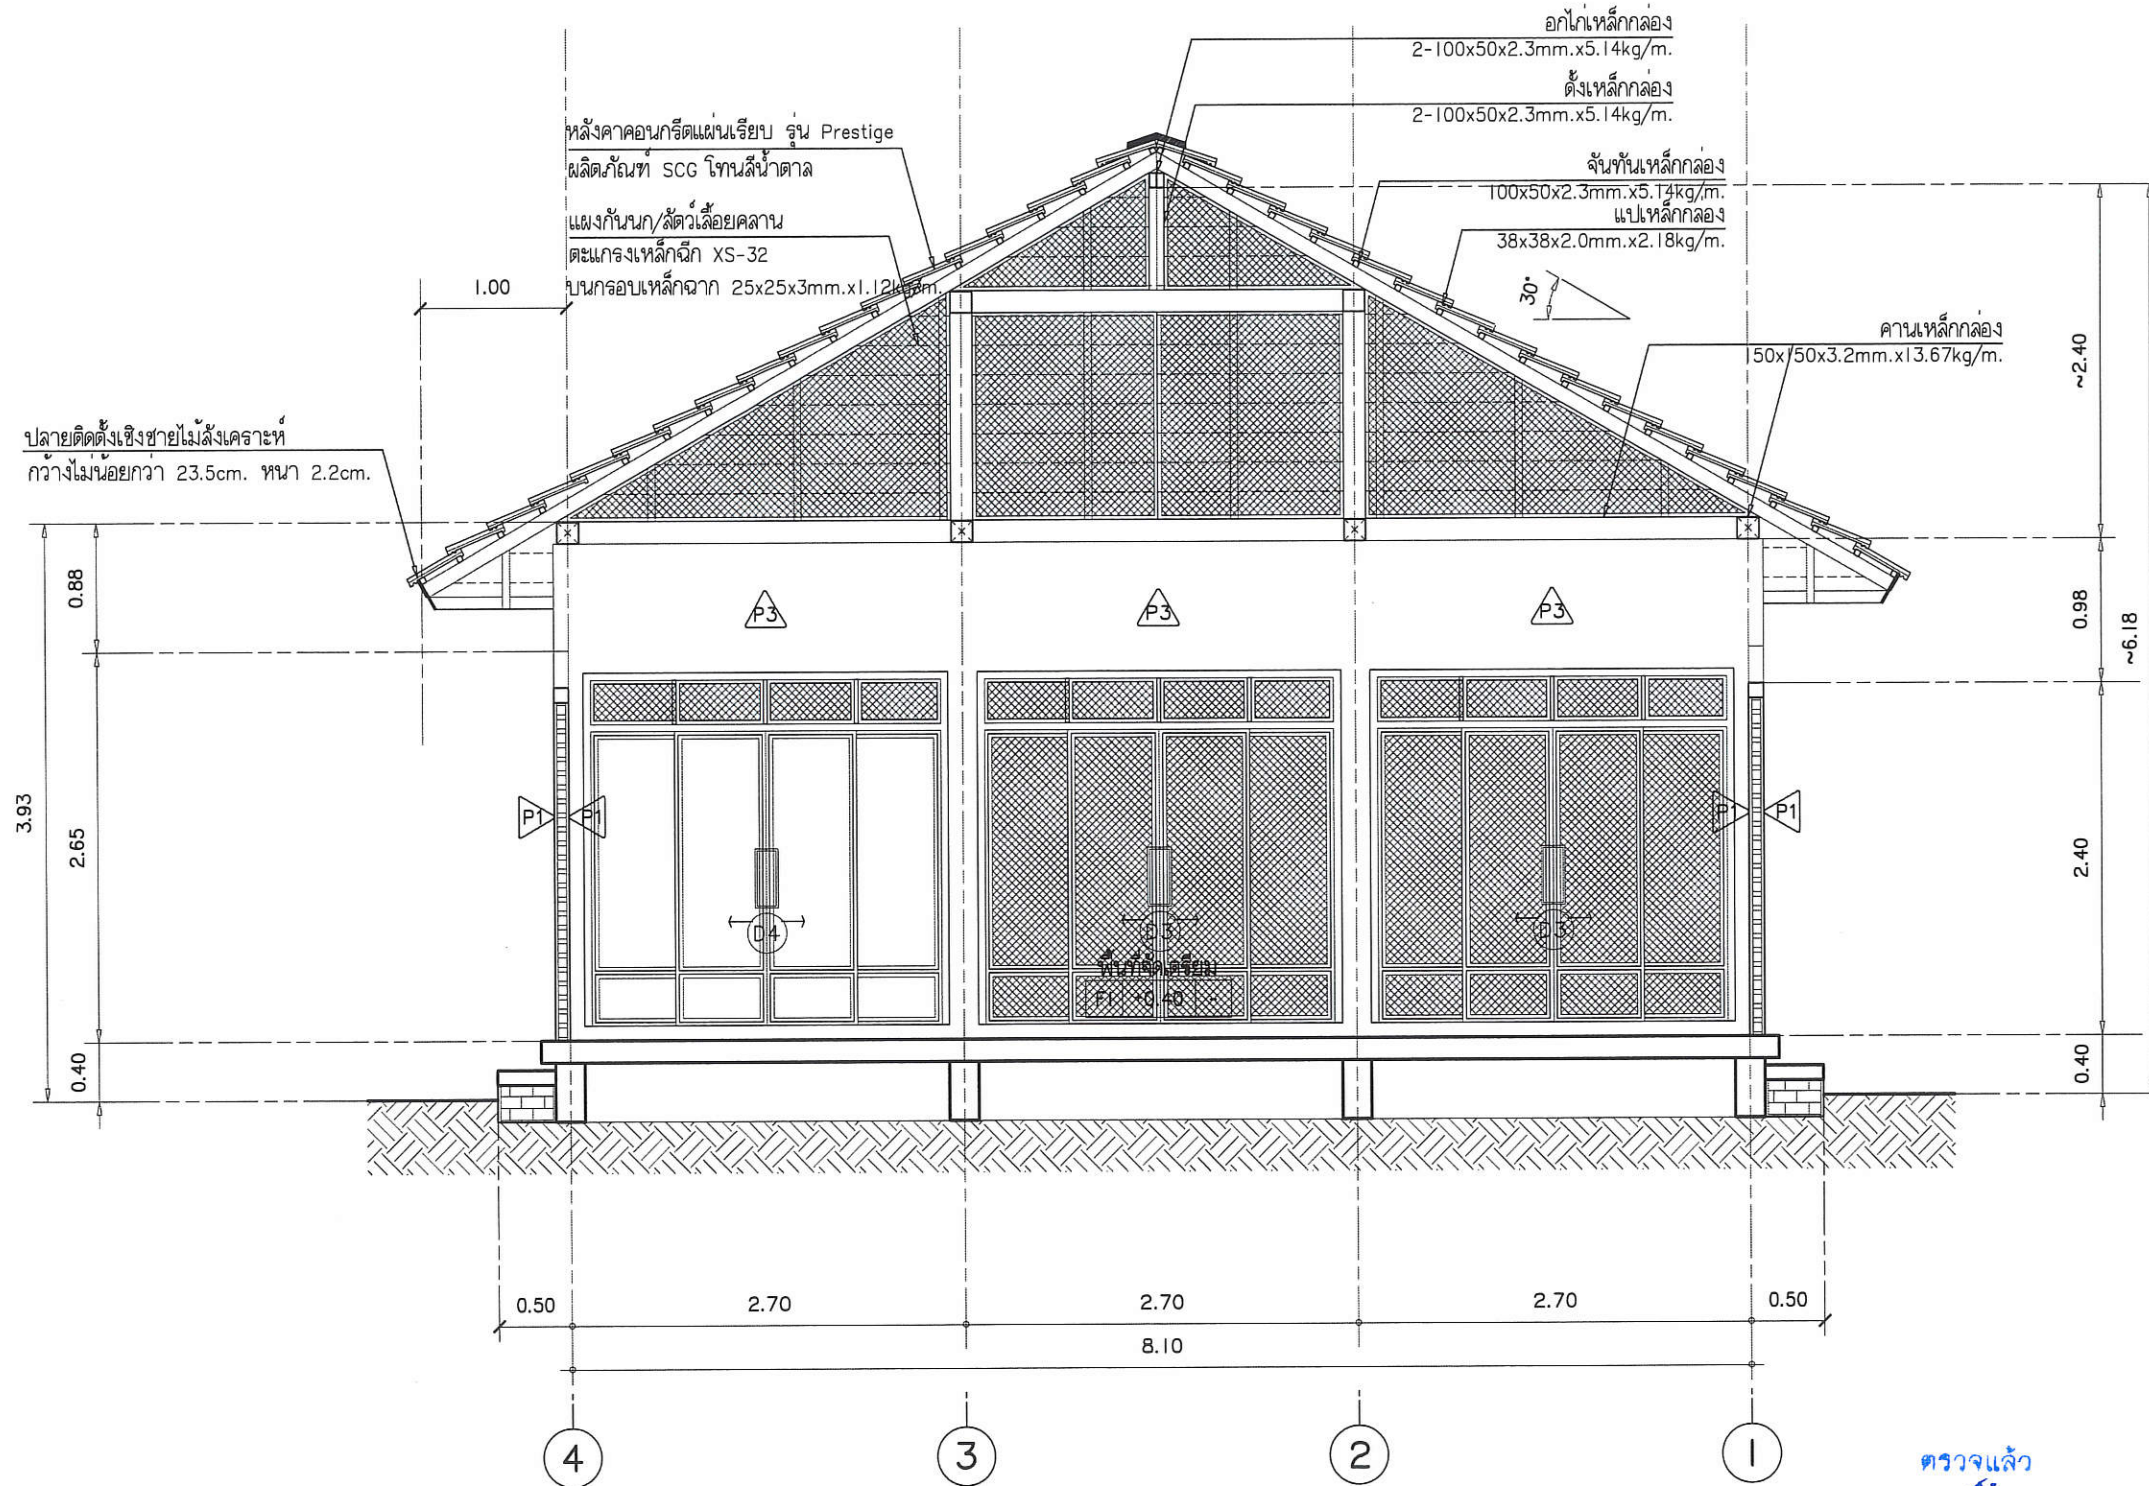 อกไก่เหล็กกล่อง
2-100x50x2.3mm.x5.14kg/m.
ดั้งเหล็กกล่อง
2-100x50x2.3mm.x5.14kg/m.
หลังคาคอนกรีตแผ่นเรียบ รุ่น Prestige
ผลิตภัณฑ์ SCG โทนสีน้ำตาล
จันทันเหล็กกล่อง
100x50x2.3mm.x5.14kg/m.
แปเหล็กกล่อง
38x38x2.0mm.x2.18kg/m.
แผงกันนก/สัตว์เลื้อยคลาน
ตะแกรงเหล็กฉีก XS-32
บนกรอบเหล็กฉาก 25x25x3mm.x1.12kg/m.
1.00
30°
คานเหล็กกล่อง
150x150x3.2mm.x13.67kg/m.
~2.40
ปลายติดตั้งเชิงชายไม้สังเคราะห์
กว้างไม่น้อยกว่า 23.5cm. หนา 2.2cm.
0.88
P3
P3
P3
0.98
~6.18
3.93
2.65
P1
P1
P1
P1
2.40
D4
D3
D3
พื้นที่จัดเตรียม
F1 +0.40 -
0.40
0.40
0.50
2.70
2.70
2.70
0.50
8.10
4
3
2
1
ตรวจแล้ว